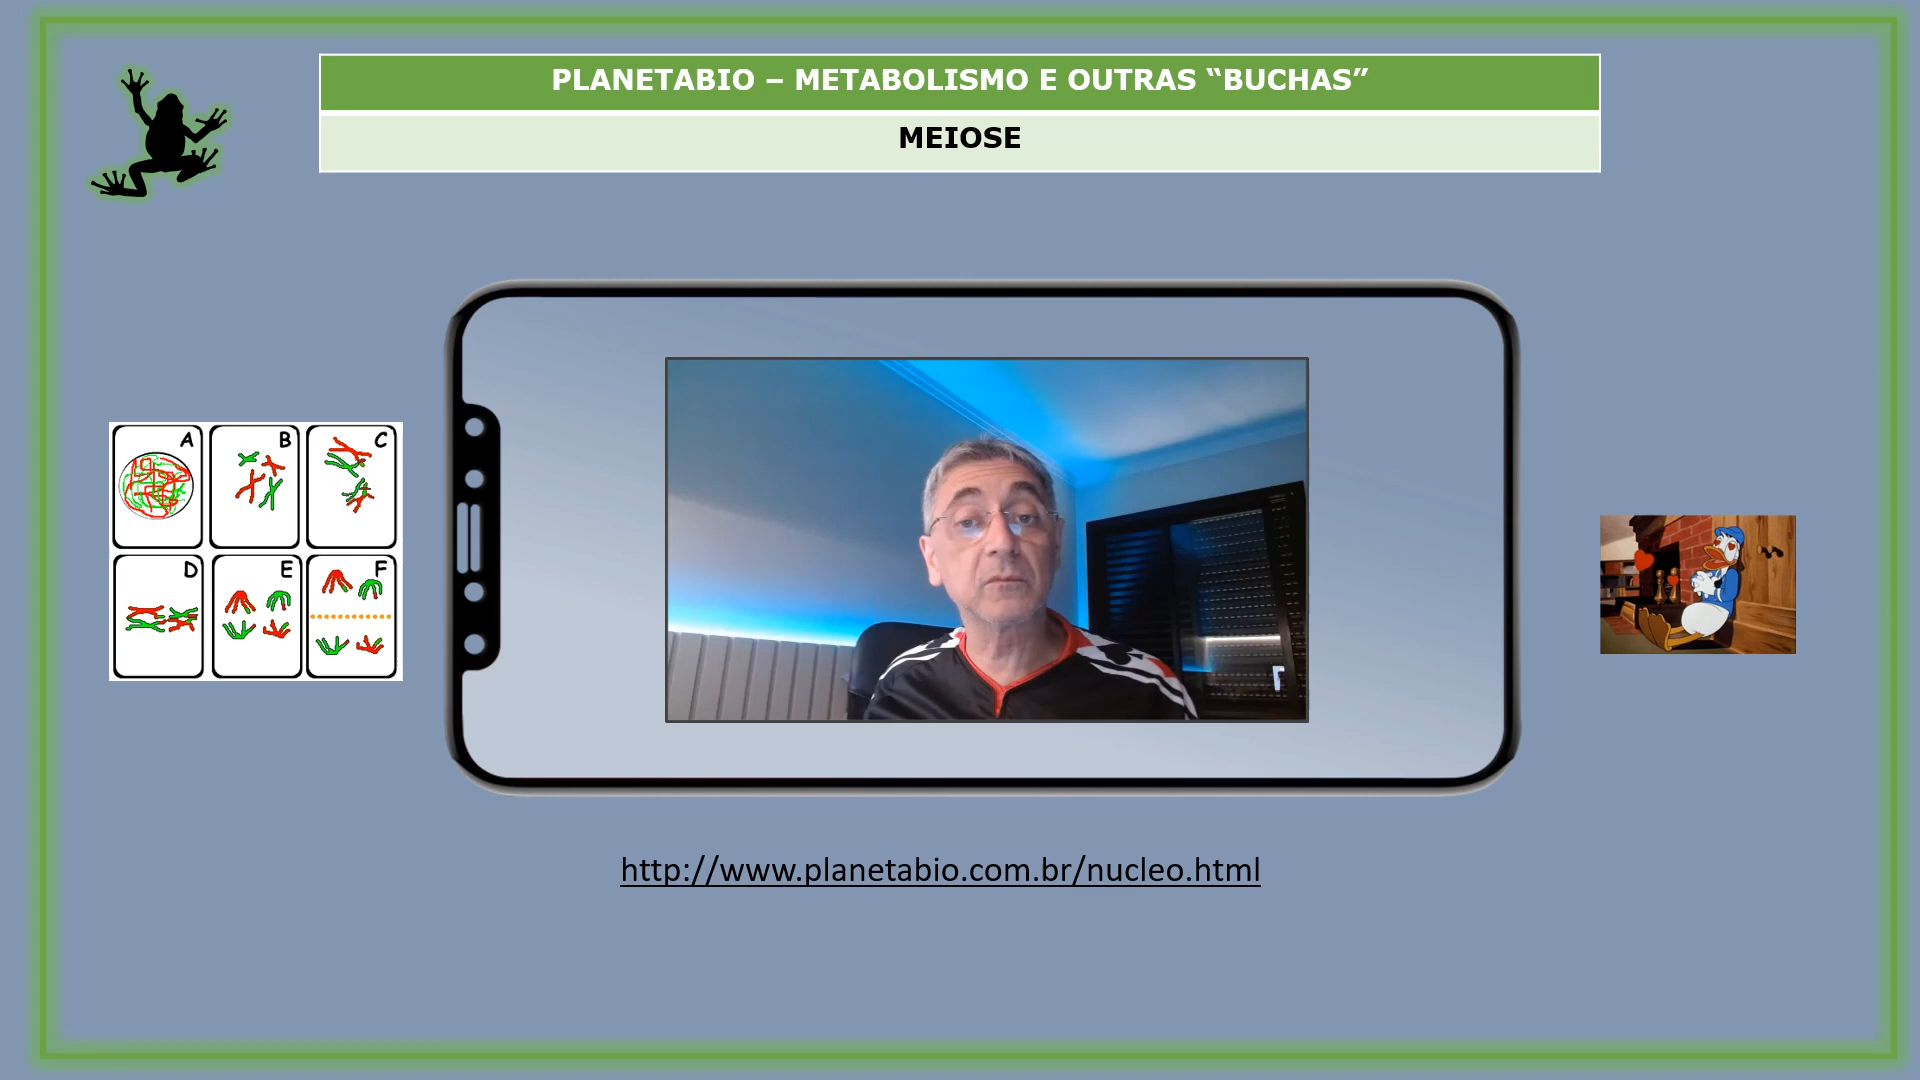 PLANETABIO – METABOLISMO E OUTRAS “BUCHAS”
MEIOSE
A B C
D E F
http://www.planetabio.com.br/nucleo.html